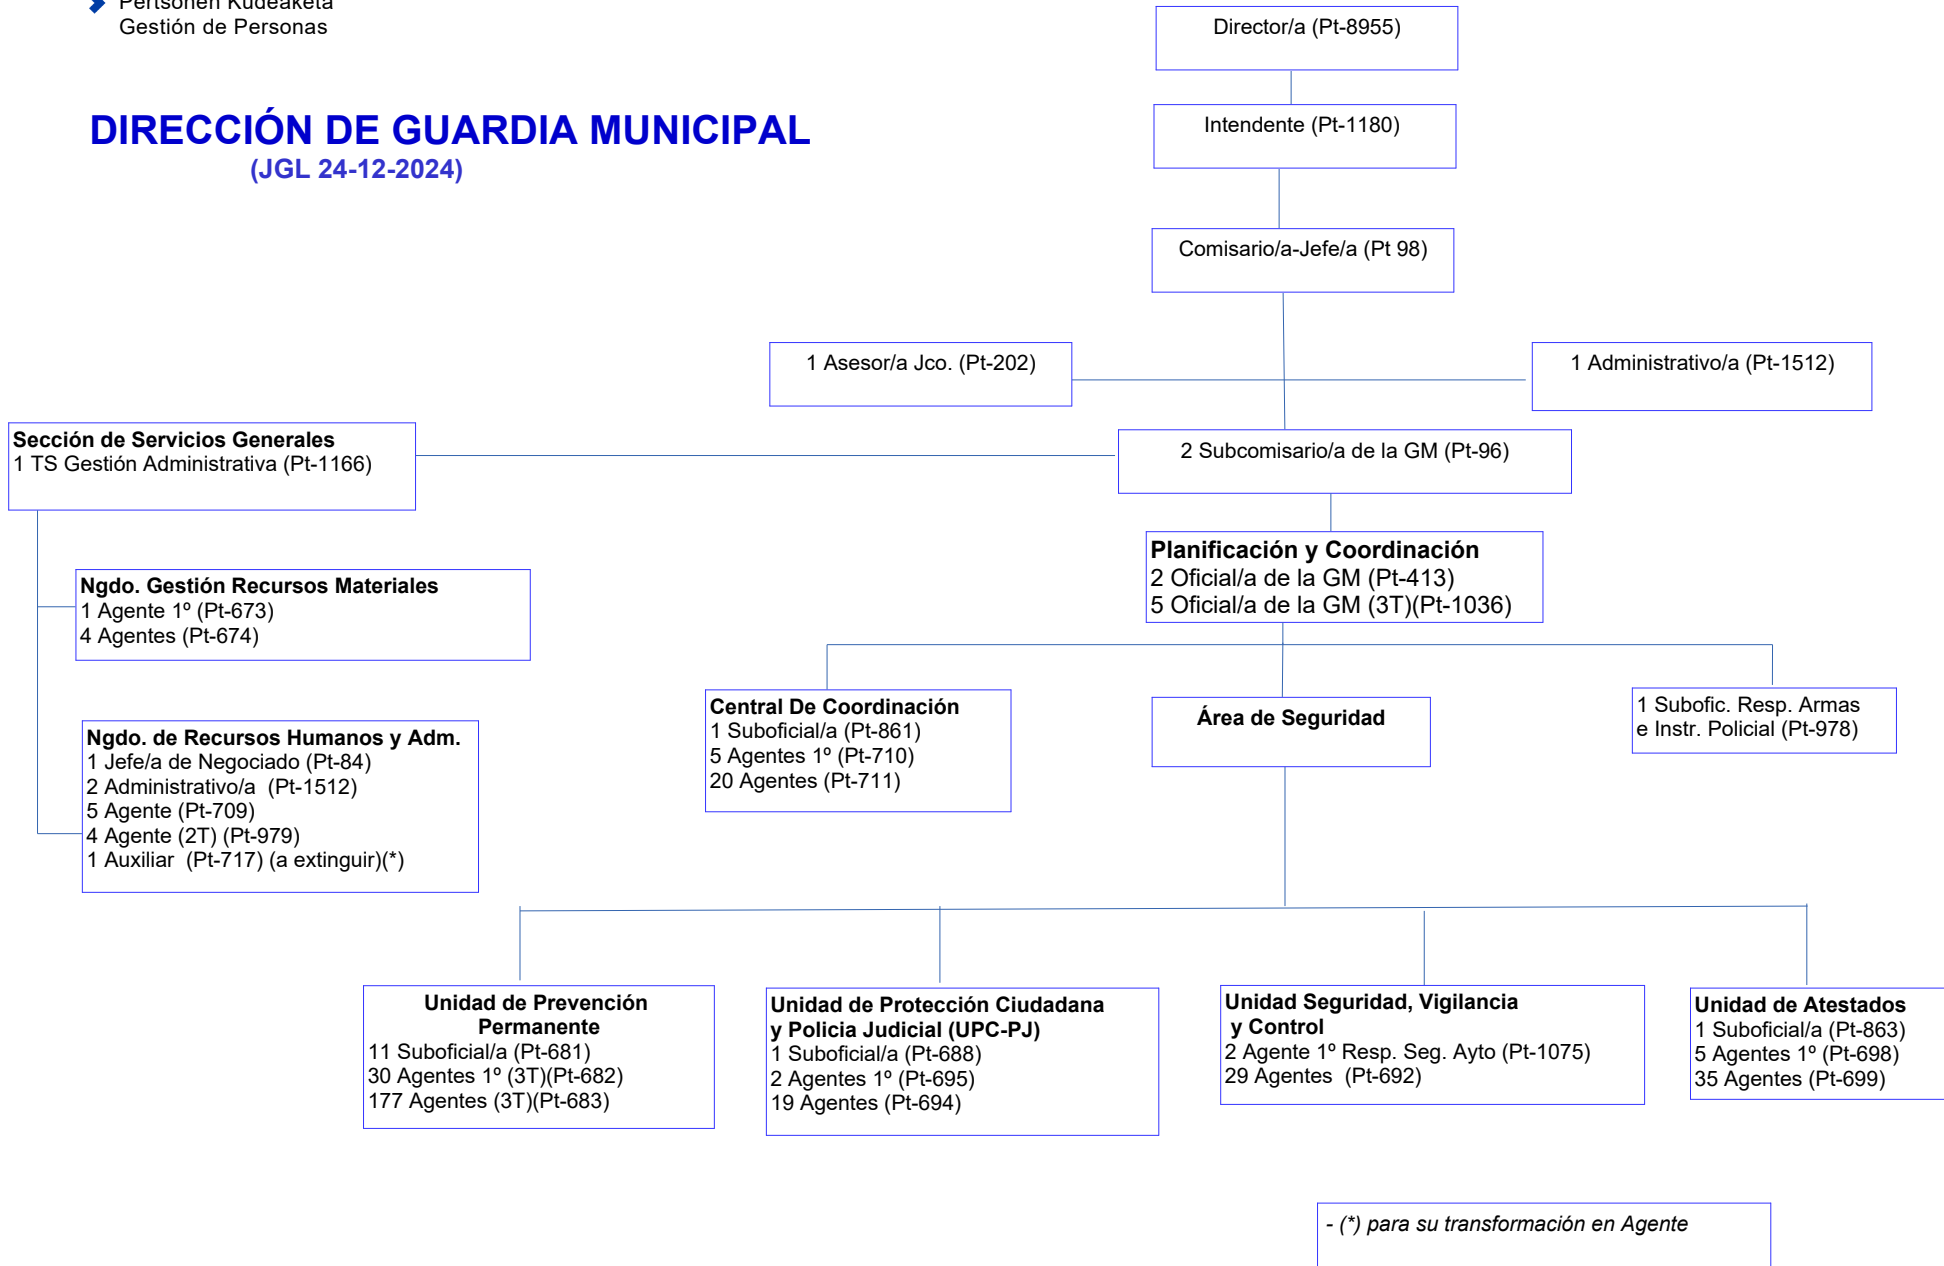 Pertsonen Kudeaketa
Gestión de Personas
DIRECCIÓN DE GUARDIA MUNICIPAL
(JGL 24-12-2024)
Director/a (Pt-8955)
Intendente (Pt-1180)
Comisario/a-Jefe/a (Pt 98)
1 Asesor/a Jco. (Pt-202)
1 Administrativo/a (Pt-1512)
Sección de Servicios Generales
1 TS Gestión Administrativa (Pt-1166)
2 Subcomisario/a de la GM (Pt-96)
Planificación y Coordinación
2 Oficial/a de la GM (Pt-413)
5 Oficial/a de la GM (3T)(Pt-1036)
Ngdo. Gestión Recursos Materiales
1 Agente 1º (Pt-673)
4 Agentes (Pt-674)
Ngdo. de Recursos Humanos y Adm.
1 Jefe/a de Negociado (Pt-84)
2 Administrativo/a  (Pt-1512)
5 Agente (Pt-709)
4 Agente (2T) (Pt-979)
1 Auxiliar  (Pt-717) (a extinguir)(*)
Central De Coordinación
1 Suboficial/a (Pt-861)
5 Agentes 1º (Pt-710)
20 Agentes (Pt-711)
Área de Seguridad
1 Subofic. Resp. Armas
e Instr. Policial (Pt-978)
Unidad de Prevención
Permanente
11 Suboficial/a (Pt-681)
30 Agentes 1º (3T)(Pt-682)
177 Agentes (3T)(Pt-683)
Unidad de Protección Ciudadana
y Policia Judicial (UPC-PJ)
1 Suboficial/a (Pt-688)
2 Agentes 1º (Pt-695)
19 Agentes (Pt-694)
Unidad Seguridad, Vigilancia
y Control
2 Agente 1º Resp. Seg. Ayto (Pt-1075)
29 Agentes  (Pt-692)
Unidad de Atestados
1 Suboficial/a (Pt-863)
5 Agentes 1º (Pt-698)
35 Agentes (Pt-699)
- (*) para su transformación en Agente